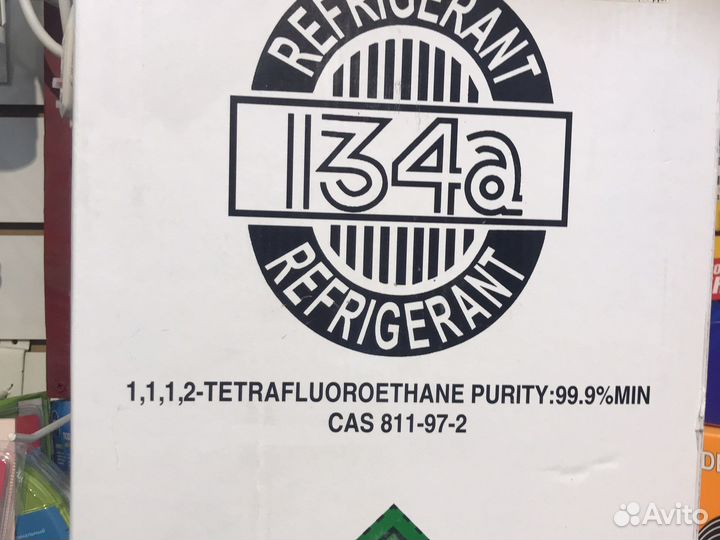 REFRIGERANT
134a
REFRIGERANT
1,1,1,2-TETRAFLUOROETHANE PURITY:99.9%MIN
CAS 811-97-2
Avito